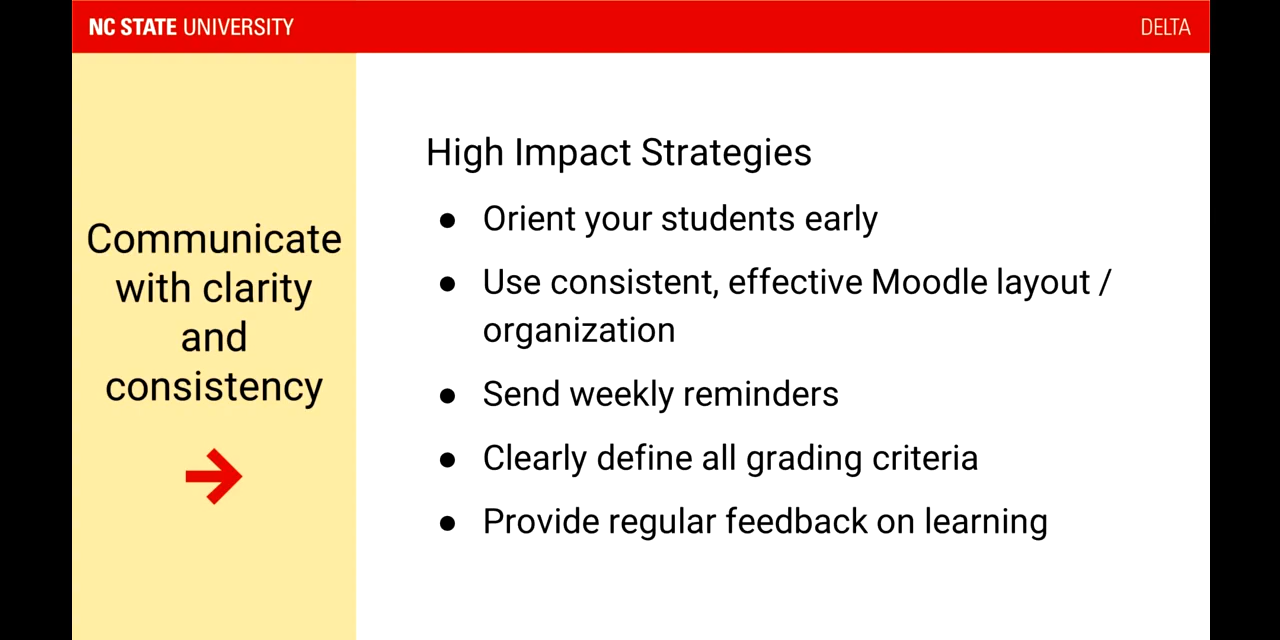 NC STATE UNIVERSITY
DELTA
Communicate
with clarity
and
consistency
High Impact Strategies
● Orient your students early
● Use consistent, effective Moodle layout /
organization
● Send weekly reminders
● Clearly define all grading criteria
● Provide regular feedback on learning